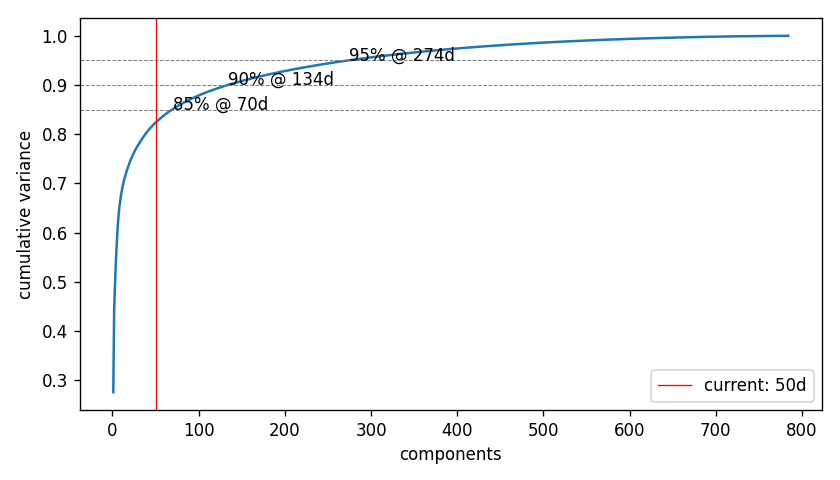 1.0
0.9
0.8
0.7
0.6
0.5
0.4
0.3
cumulative variance
95% @ 274d
90% @ 134d
85% @ 70d
current: 50d
0 100 200 300 400 500 600 700 800
components